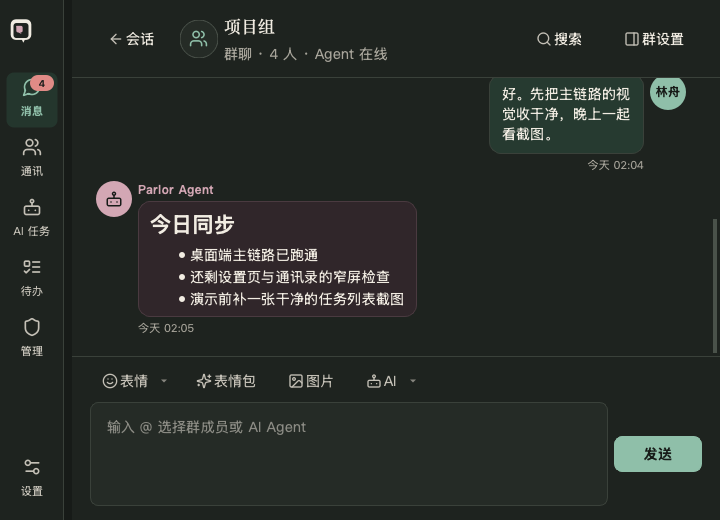 4
消息
通讯
AI 任务
待办
管理
设置
会话
项目组
群聊 · 4 人 · Agent 在线
搜索
群设置
好。先把主链路的视
觉收干净，晚上一起
看截图。
林舟
今天 02:04
Parlor Agent
今日同步
• 桌面端主链路已跑通
• 还剩设置页与通讯录的窄屏检查
• 演示前补一张干净的任务列表截图
今天 02:05
表情
表情包
图片
AI
输入 @ 选择群成员或 AI Agent
发送